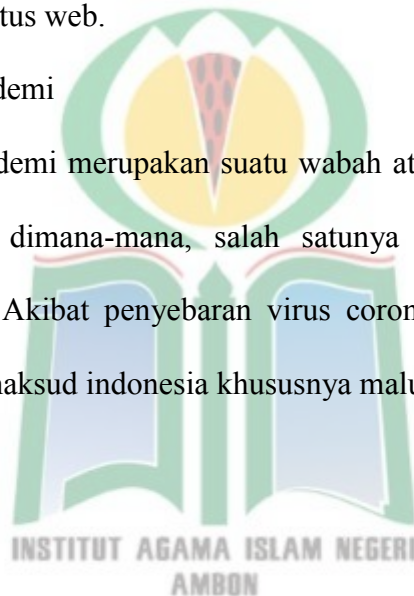 tus web.
demi
demi merupakan suatu wabah at
dimana-mana, salah satunya
Akibat penyebaran virus coron
naksud indonesia khususnya malu
INSTITUT AGAMA ISLAM NEGERI
AMBON